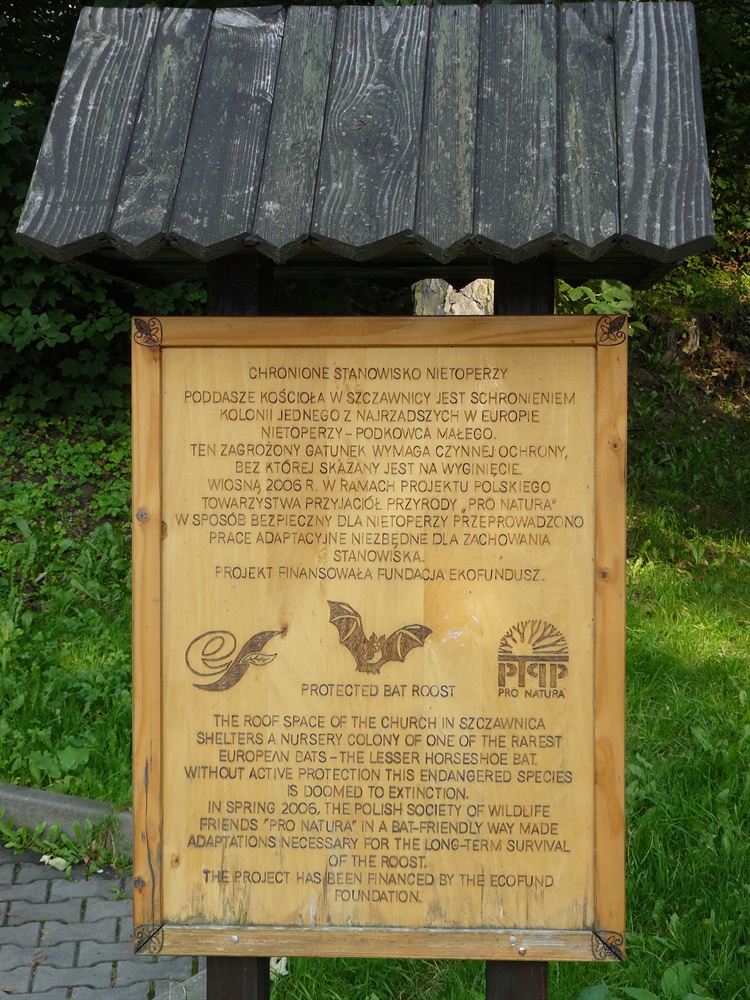 CHRONIONE STANOWISKO NIETOPERZY
PODDASZE KOŚCIOŁA W SZCZAWNICY JEST SCHRONIENIEM
KOLONII JEDNEGO Z NAJRZADSZYCH W EUROPIE
NIETOPERZY – PODKOWCA MAŁEGO.
TEN ZAGROŻONY GATUNEK WYMAGA CZYNNEJ OCHRONY,
BEZ KTÓREJ SKAZANY JEST NA WYGINIĘCIE.
WIOSNĄ 2006 R. W RAMACH PROJEKTU POLSKIEGO
TOWARZYSTWA PRZYJACIÓŁ PRZYRODY „PRO NATURA"
W SPOSÓB BEZPIECZNY DLA NIETOPERZY PRZEPROWADZONO
PRACE ADAPTACYJNE NIEZBĘDNE DLA ZACHOWANIA
STANOWISKA.
PROJEKT FINANSOWAŁA FUNDACJA EKOFUNDUSZ.
PTPP
PRO NATURA
PROTECTED BAT ROOST
THE ROOF SPACE OF THE CHURCH IN SZCZAWNICA
SHELTERS A NURSERY COLONY OF ONE OF THE RAREST
EUROPEAN BATS – THE LESSER HORSESHOE BAT.
WITHOUT ACTIVE PROTECTION THIS ENDANGERED SPECIES
IS DOOMED TO EXTINCTION.
IN SPRING 2006, THE POLISH SOCIETY OF WILDLIFE
FRIENDS "PRO NATURA" IN A BAT-FRIENDLY WAY MADE
ADAPTATIONS NECESSARY FOR THE LONG-TERM SURVIVAL
OF THE ROOST.
THE PROJECT HAS BEEN FINANCED BY THE ECOFUND
FOUNDATION.